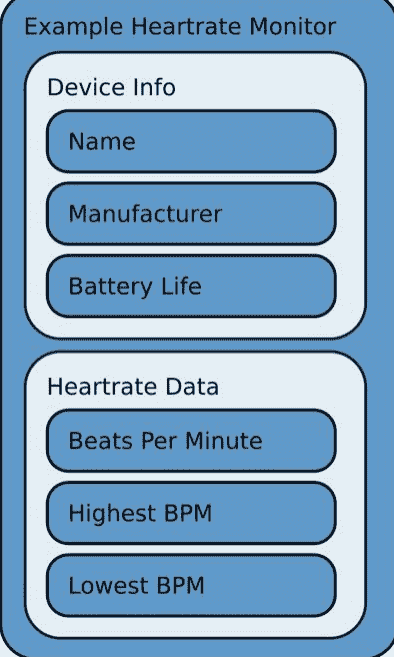 Example Heartrate Monitor
Device Info
Name
Manufacturer
Battery Life
Heartrate Data
Beats Per Minute
Highest BPM
Lowest BPM